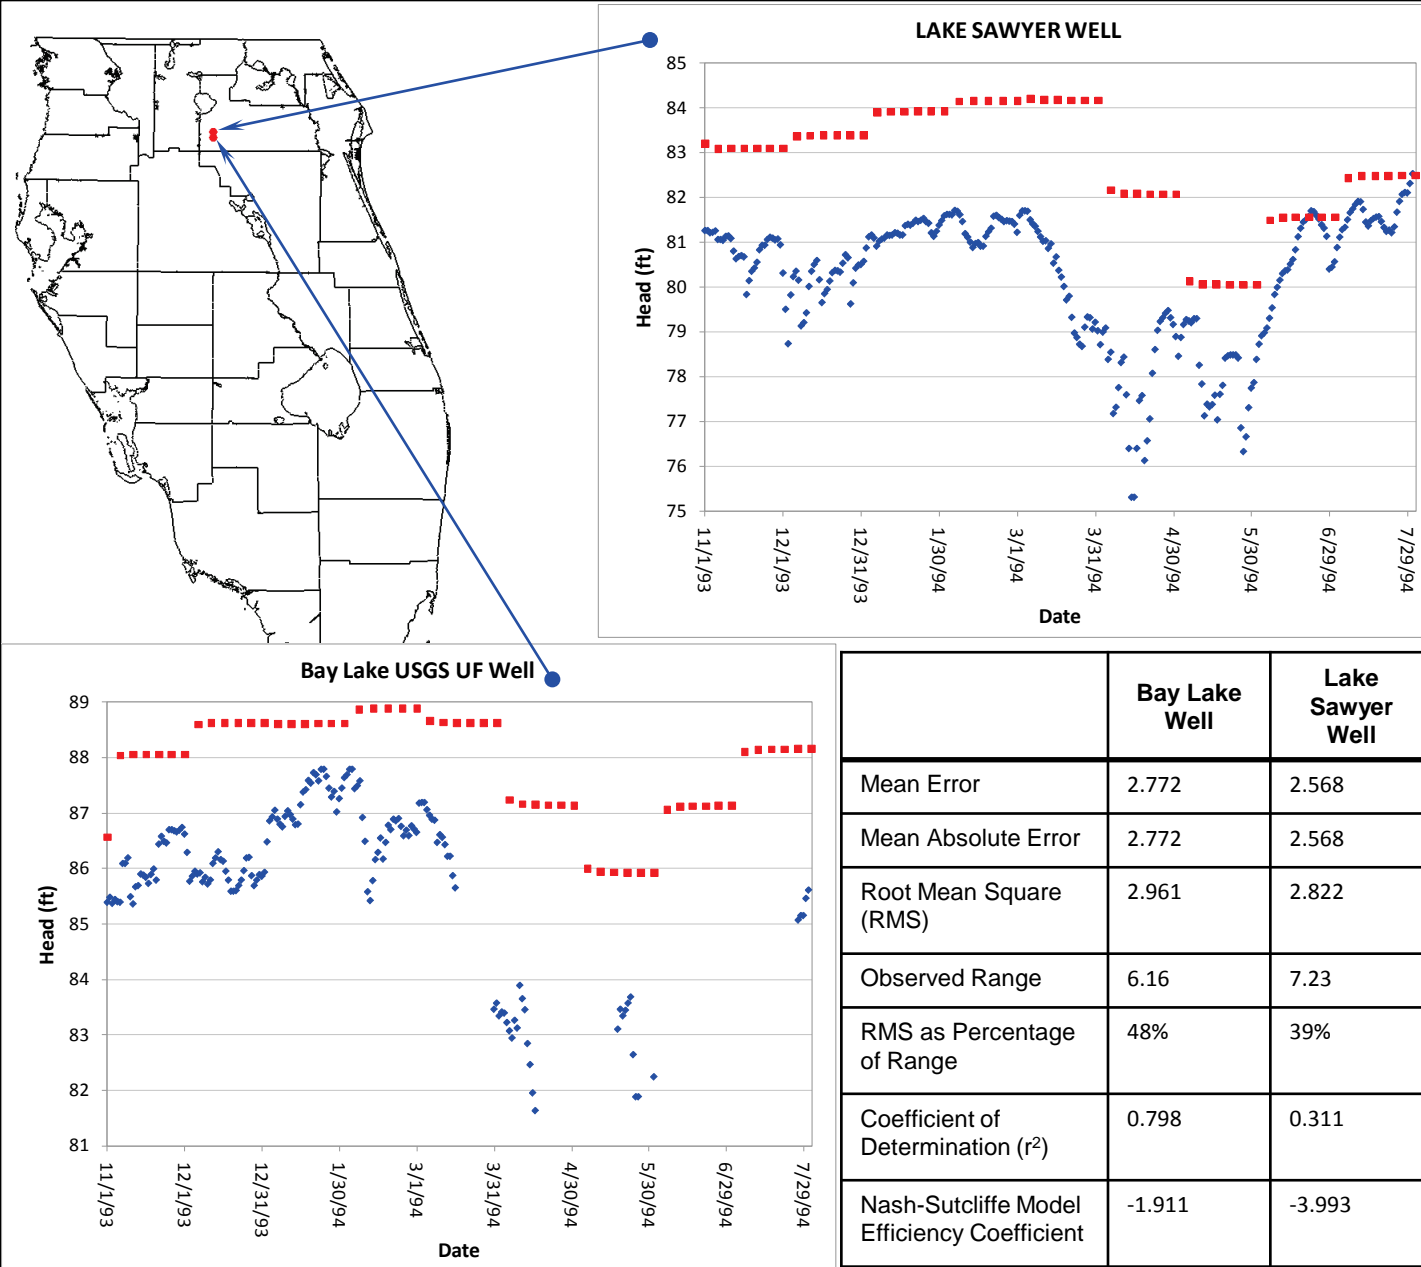 LAKE SAWYER WELL
85
84
83
82
81
80
79
78
77
76
75
Head (ft)
11/1/93
12/1/93
12/31/93
1/30/94
3/1/94
3/31/94
4/30/94
5/30/94
6/29/94
7/29/94
Date
Bay Lake USGS UF Well
89
88
87
86
85
84
83
82
81
Head (ft)
11/1/93
12/1/93
12/31/93
1/30/94
3/1/94
3/31/94
4/30/94
5/30/94
6/29/94
7/29/94
Date
Bay Lake
Well
Lake
Sawyer
Well
Mean Error
2.772
2.568
Mean Absolute Error
2.772
2.568
Root Mean Square
(RMS)
2.961
2.822
Observed Range
6.16
7.23
RMS as Percentage
of Range
48%
39%
Coefficient of
Determination (r²)
0.798
0.311
Nash-Sutcliffe Model
Efficiency Coefficient
-1.911
-3.993